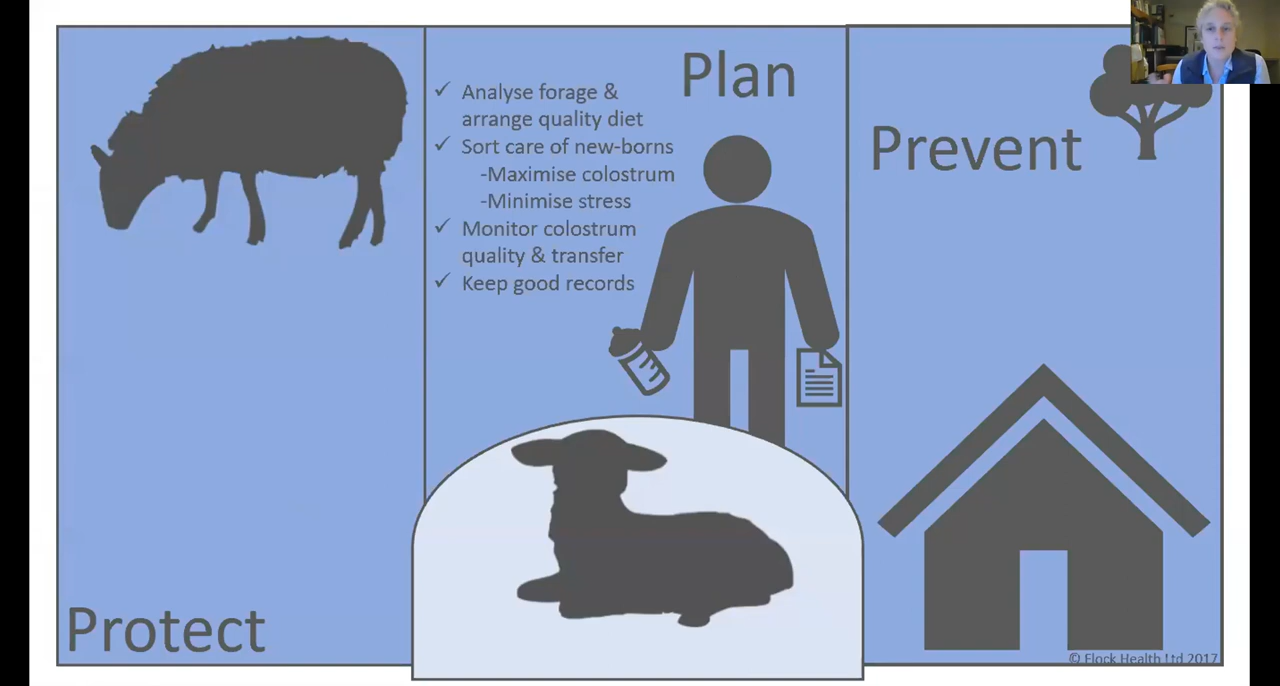 Plan
✓ Analyse forage &
arrange quality diet
✓ Sort care of new-borns
-Maximise colostrum
-Minimise stress
✓ Monitor colostrum
quality & transfer
✓ Keep good records
Prevent
Protect
© Flock Health Ltd 2017